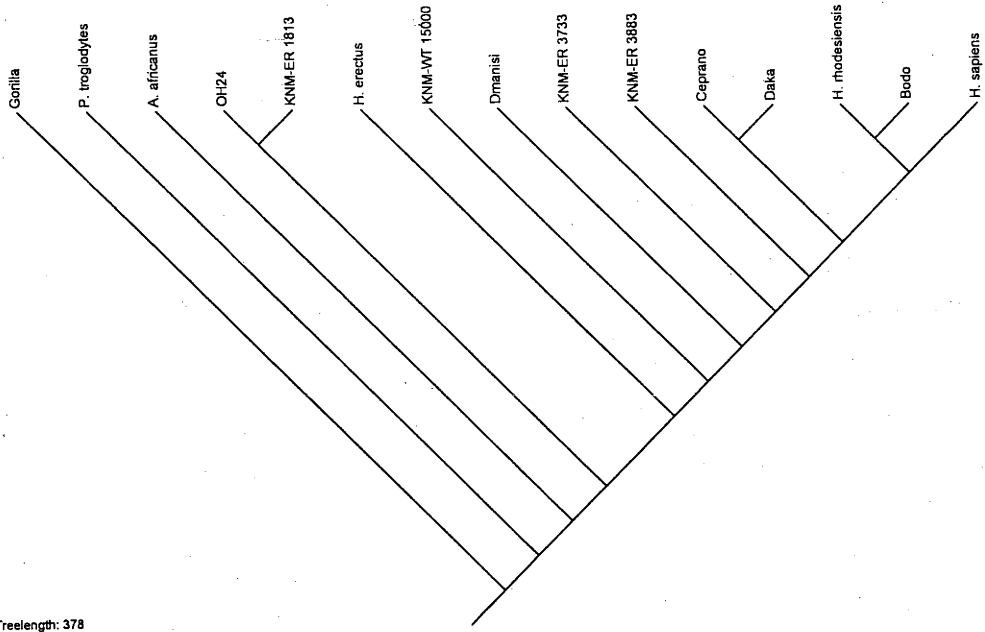 Gorilla
P. troglodytes
A. africanus
OH24
KNM-ER 1813
H. erectus
KNM-WT 15000
Dmanisi
KNM-ER 3733
KNM-ER 3883
Ceprano
Daka
H. rhodesiensis
Bodo
H. sapiens
Treelength: 378